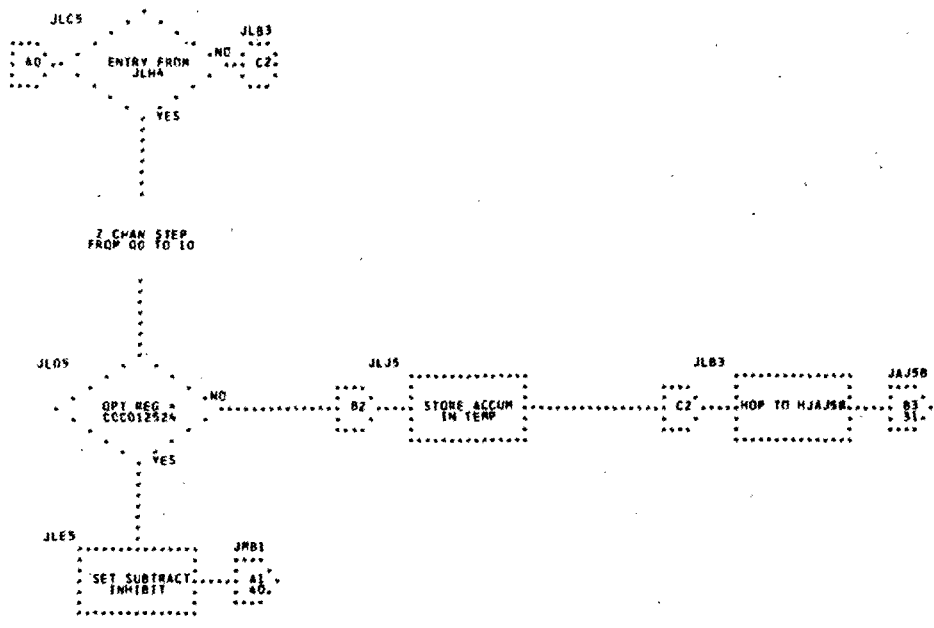 JLC5
JLB3
40
ENTRY FROM
JLH4
NO
C2
YES
Z CHAN STEP
FROM 00 TO 10
JLD5
OPT REG =
CCC012524
NO
JLJ5
B2
STORE ACCUM
IN TEMP
JLB3
C2
HOP TO HJAJ5B
JAJ5B
B3
31
YES
JLE5
SET SUBTRACT
INHIBIT
JMB1
A1
40